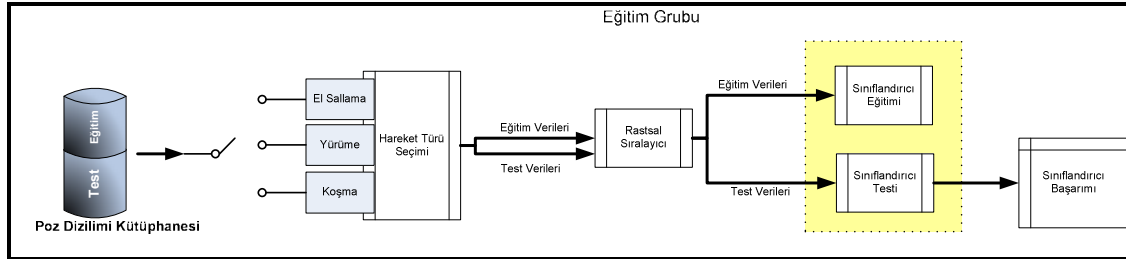 Eğitim Grubu
Eğitim
Test
Poz Dizilimi Kütüphanesi
El Sallama
Yürüme
Koşma
Hareket Türü
Seçimi
Eğitim Verileri
Test Verileri
Rastsal
Sıralayıcı
Eğitim Verileri
Test Verileri
Sınıflandırıcı
Eğitimi
Sınıflandırıcı
Testi
Sınıflandırıcı
Başarımı